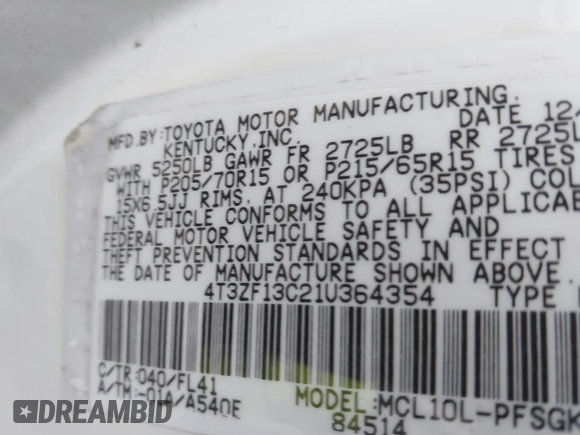 MFD.BY:TOYOTA MOTOR MANUFACTURING. DATE 12/
KENTUCKY,INC.
GVWR 5250LB GAWR FR 2725LB RR 2725L
WITH P205/70R15 OR P215/65R15 TIRES
15X6.5JJ RIMS, AT 240KPA (35PSI) COL
THIS VEHICLE CONFORMS TO ALL APPLICABL
FEDERAL MOTOR VEHICLE SAFETY AND
THEFT PREVENTION STANDARDS IN EFFECT
DATE OF MANUFACTURE SHOWN ABOVE.
4T3ZF13C21U364354 TYPE
C/TR:040/FL41
A/TM:-01A/A540E
MODEL:MCL10L-PFSGK
84514
DREAMBID